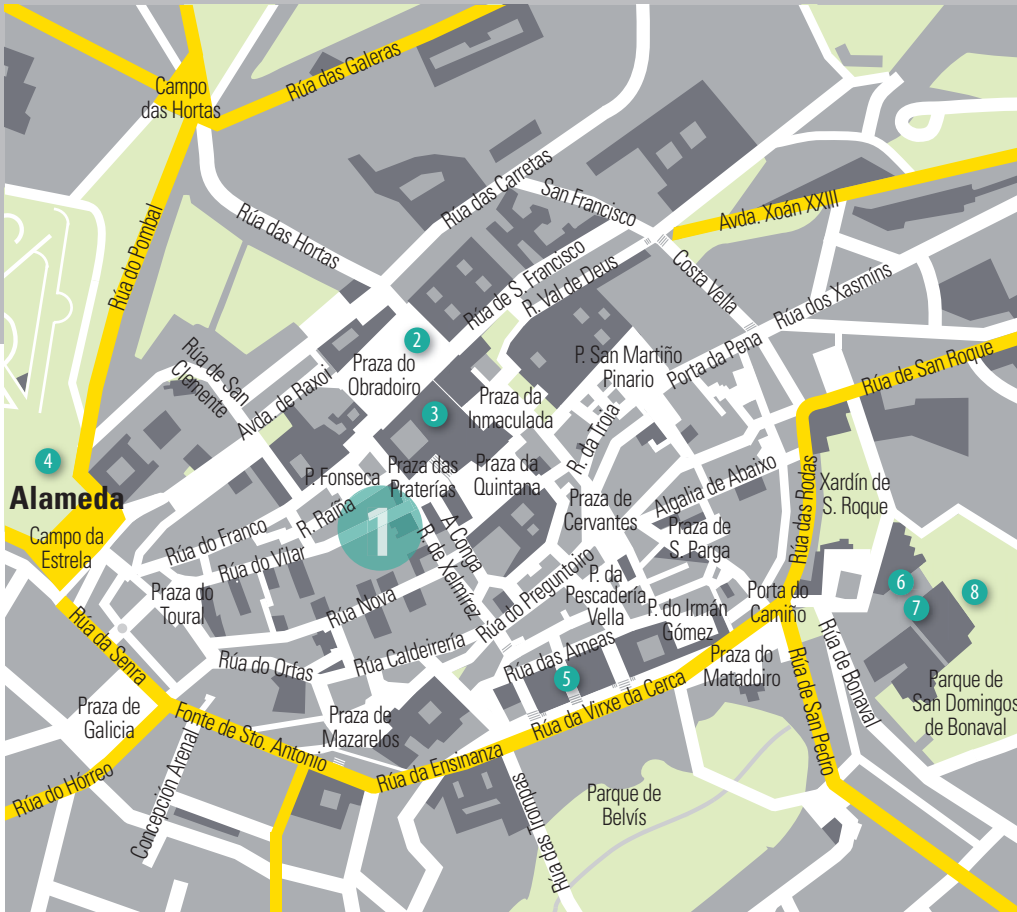 Campo
das Hortas
Rúa das Galeras
Rúa do Pombal
Rúa das Hortas
Rúa das Carretas
San Francisco
Avda. Xoán XXIII
Rúa de S. Francisco
R. Val de Deus
Costa Vella
Rúa dos Xasmíns
Porta da Pena
Rúa de San Roque
2
Praza do
Obradoiro
P. San Martiño
Pinario
Rúa de San
Clemente
Avda. de Raxoi
3
Praza da
Inmaculada
R. da Troia
4
Alameda
Campo da
Estrela
P. Fonseca
Praza das
Praterías
Praza da
Quintana
Algalia de Abaixo
Rúa das Rodas
Xardín de
S. Roque
Praza de
Cervantes
Praza de
S. Parga
Rúa do Franco
R. Raíña
1
Rúa do Vilar
A Conga
R. de Xelmírez
Rúa do Preguntoiro
Praza do
Toural
Rúa Nova
P. da
Pescadería
Vella
P. do Irmán
Gómez
Porta do
Camiño
6
7
8
Rúa da Senra
Rúa do Orfas
Rúa Caldeirería
Rúa das Ameas
5
Praza do
Matadoiro
Rúa de Bonaval
Rúa de San Pedro
Parque de
San Domingos
de Bonaval
Praza de
Galicia
Fonte de Sto. Antonio
Praza de
Mazarelos
Rúa da Ensinanza
Rúa da Virxe da Cerca
Rúa do Hórreo
Concepción Arenal
Rúa das Trompas
Parque de
Belvís